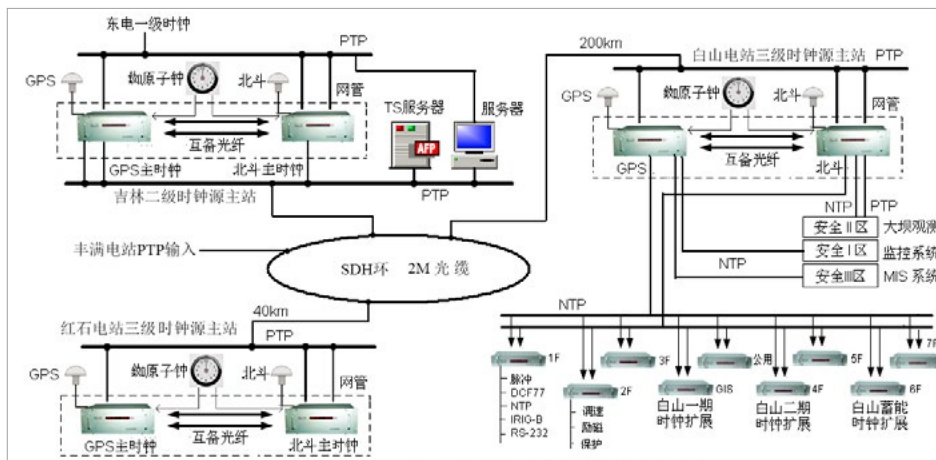 东电一级时钟
PTP
GPS
铷原子钟
北斗
网管
GPS主时钟
互备光纤
北斗主时钟
TS服务器
服务器
AFP
吉林二级时钟源主站
PTP
200km
白山电站三级时钟源主站
PTP
GPS
铷原子钟
北斗
网管
GPS
互备光纤
北斗
NTP
PTP
安全II区
大坝观测
安全I区
监控系统
NTP
安全III区
MIS 系统
丰满电站PTP输入
SDH环 2M 光缆
40km
红石电站三级时钟源主站
PTP
GPS
铷原子钟
北斗
网管
GPS主时钟
互备光纤
北斗主时钟
NTP
1F
脉冲
DCF77
NTP
IRIG-B
RS-232
2F
调速
励磁
保护
3F
GIS
白山一期
时钟扩展
公用
4F
白山二期
时钟扩展
5F
6F
白山蓄能
时钟扩展
7F